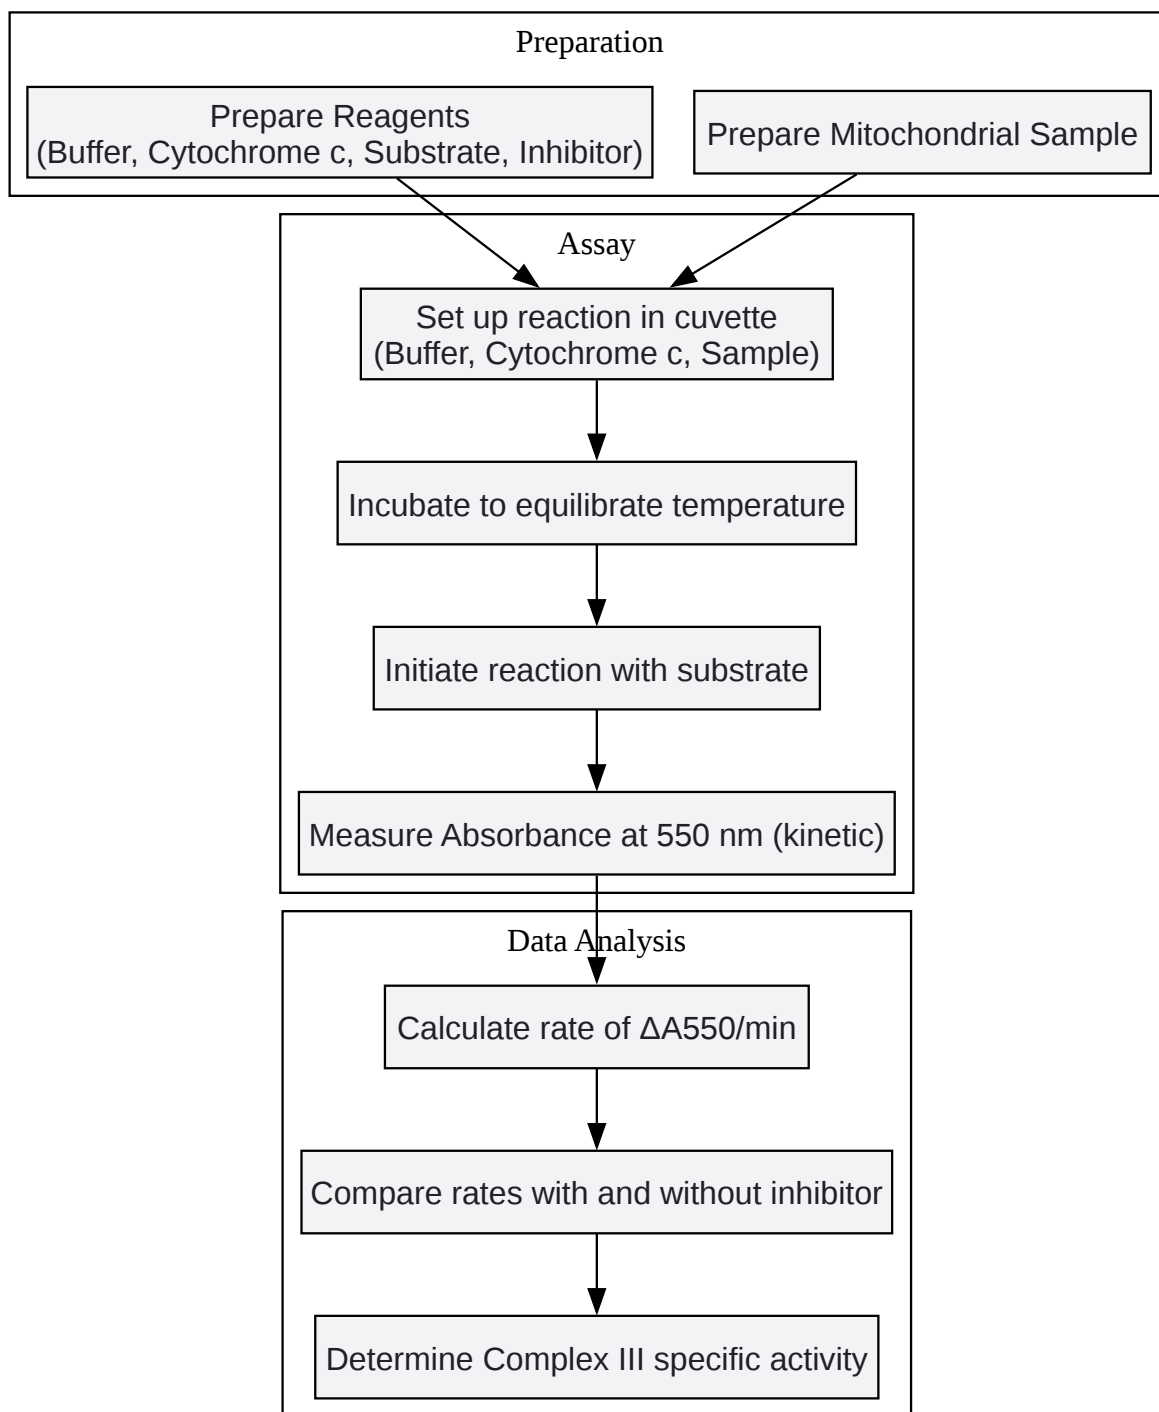 Preparation
Prepare Reagents
(Buffer, Cytochrome c, Substrate, Inhibitor)
Prepare Mitochondrial Sample
Assay
Set up reaction in cuvette
(Buffer, Cytochrome c, Sample)
Incubate to equilibrate temperature
Initiate reaction with substrate
Measure Absorbance at 550 nm (kinetic)
Data Analysis
Calculate rate of ΔA550/min
Compare rates with and without inhibitor
Determine Complex III specific activity